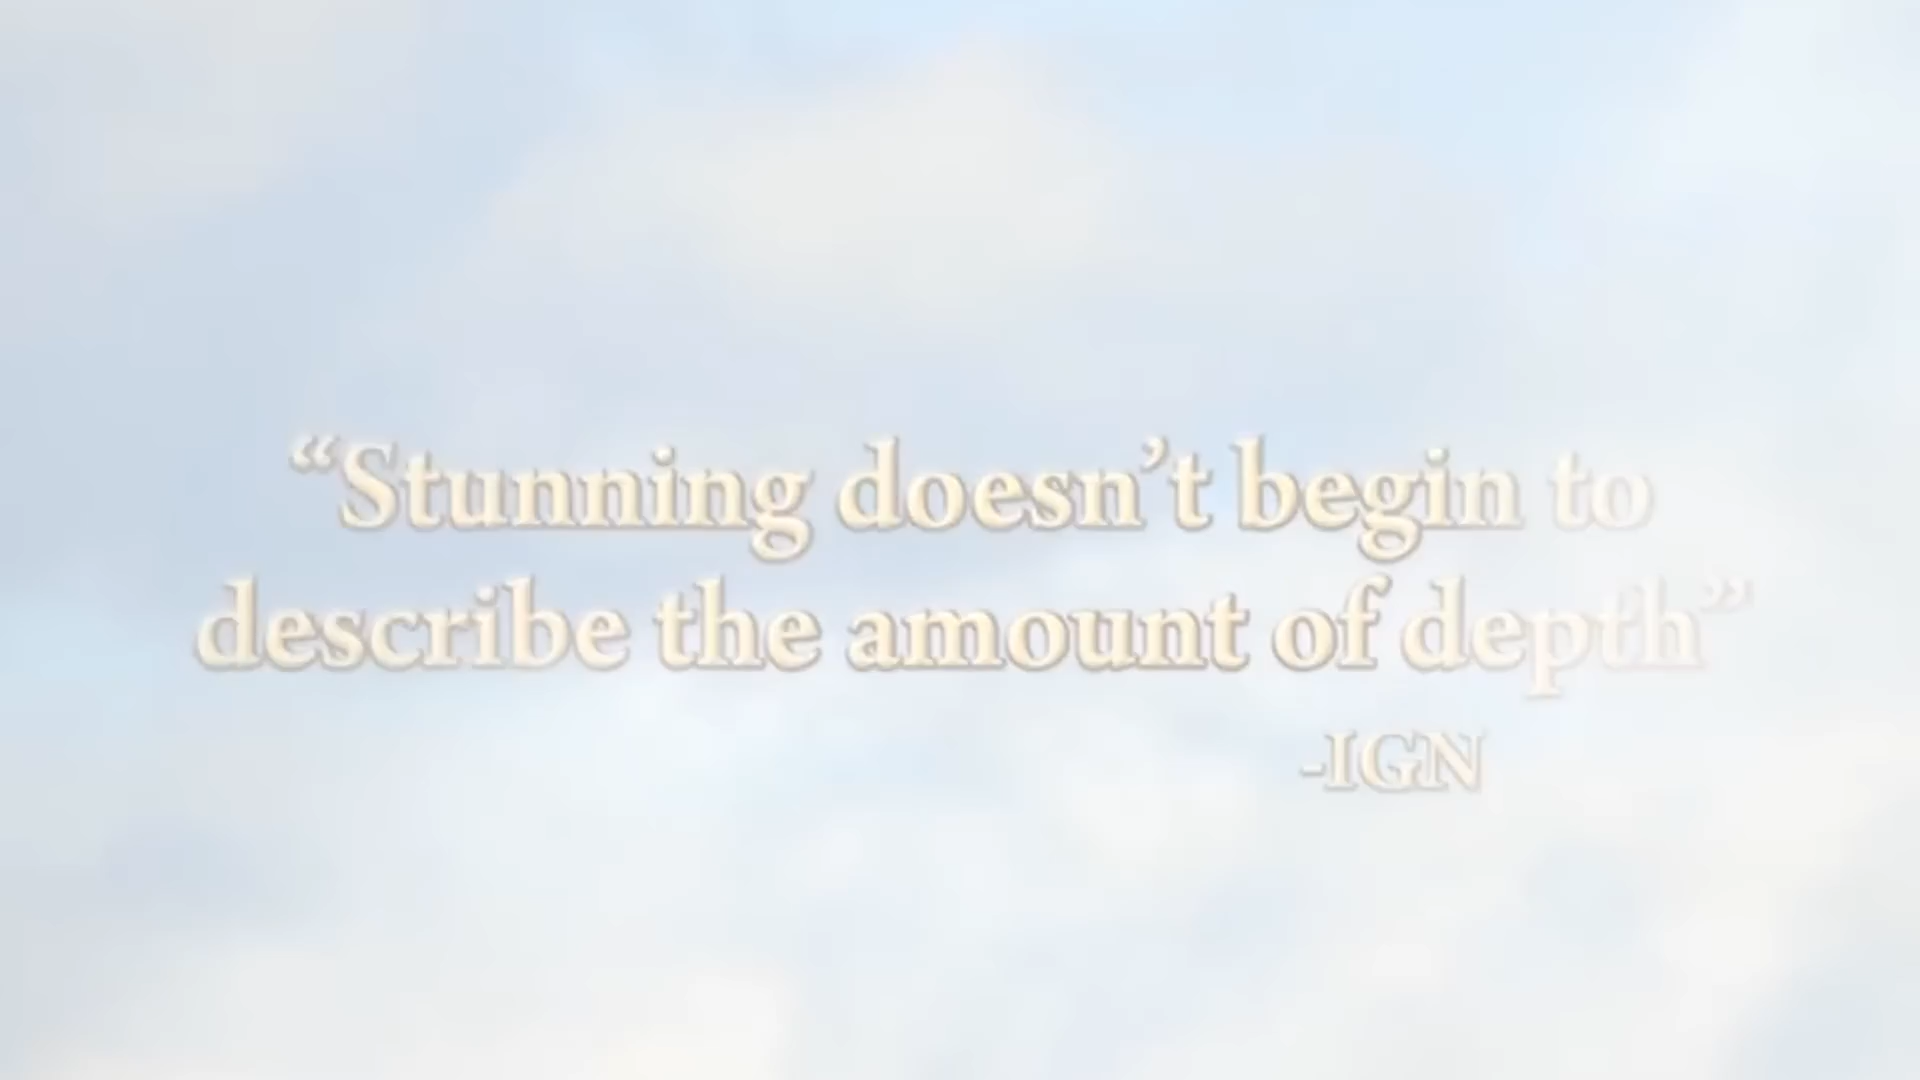 “Stunning doesn’t begin to
describe the amount of depth”
-IGN